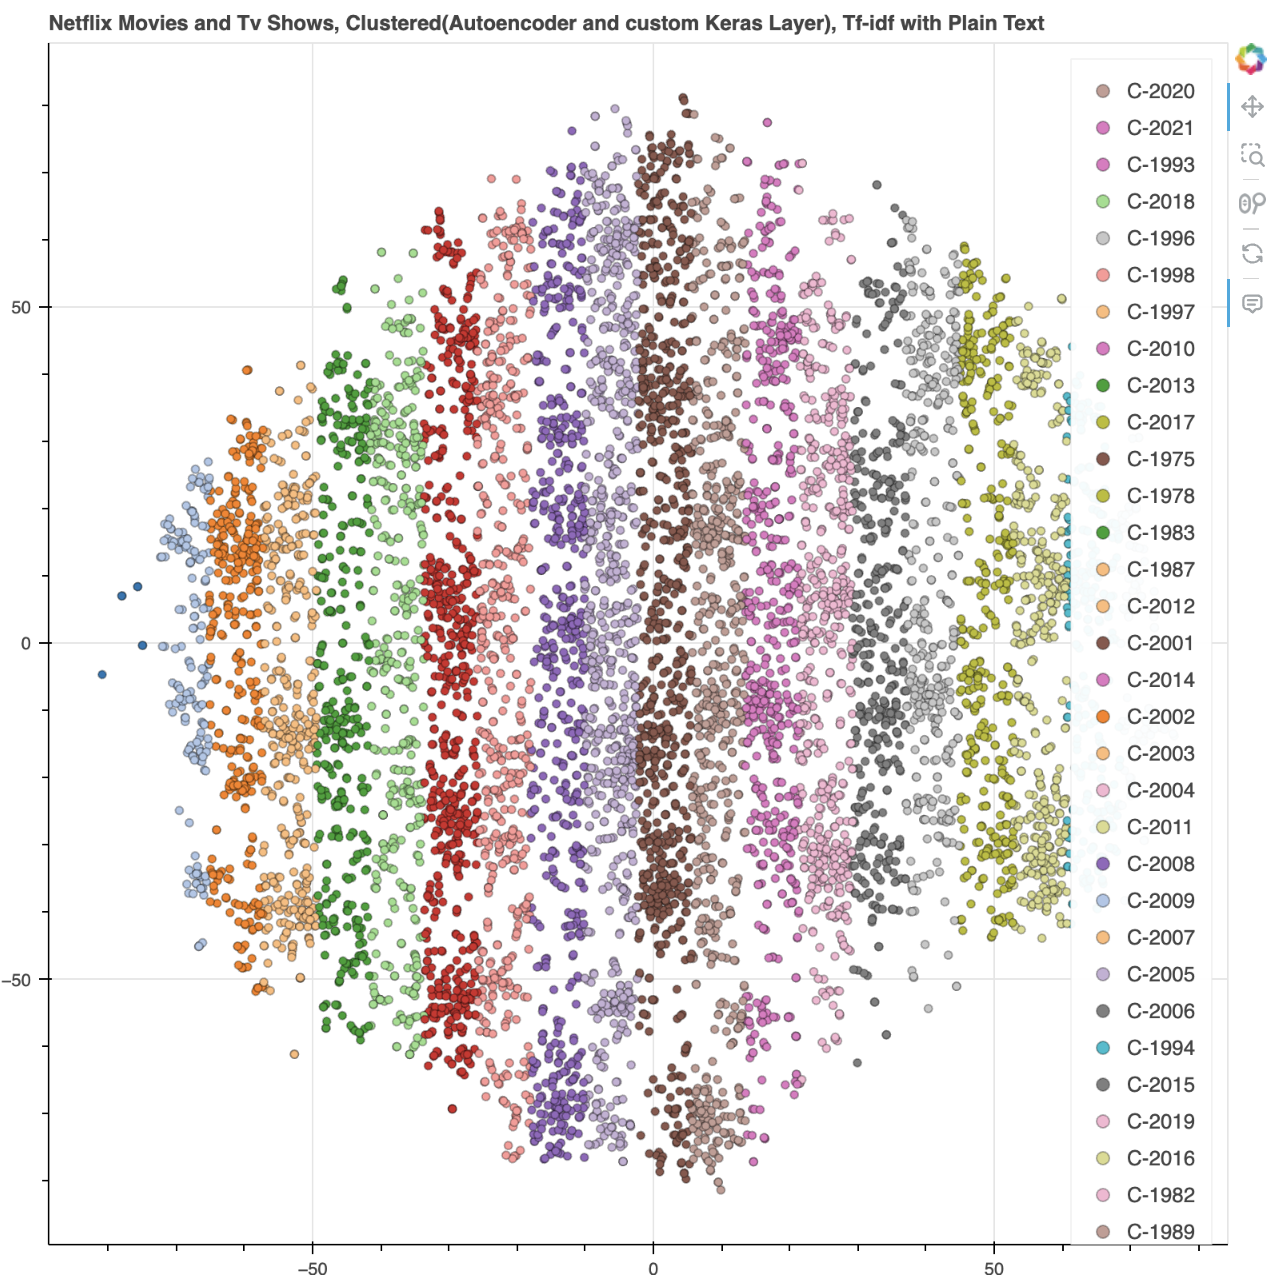 Netflix Movies and Tv Shows, Clustered(Autoencoder and custom Keras Layer), Tf-idf with Plain Text
C-2020
C-2021
C-1993
C-2018
C-1996
C-1998
C-1997
C-2010
C-2013
C-2017
C-1975
C-1978
C-1983
C-1987
C-2012
C-2001
C-2014
C-2002
C-2003
C-2004
C-2011
C-2008
C-2009
C-2007
C-2005
C-2006
C-1994
C-2015
C-2019
C-2016
C-1982
C-1989
50
0
−50
−50
0
50